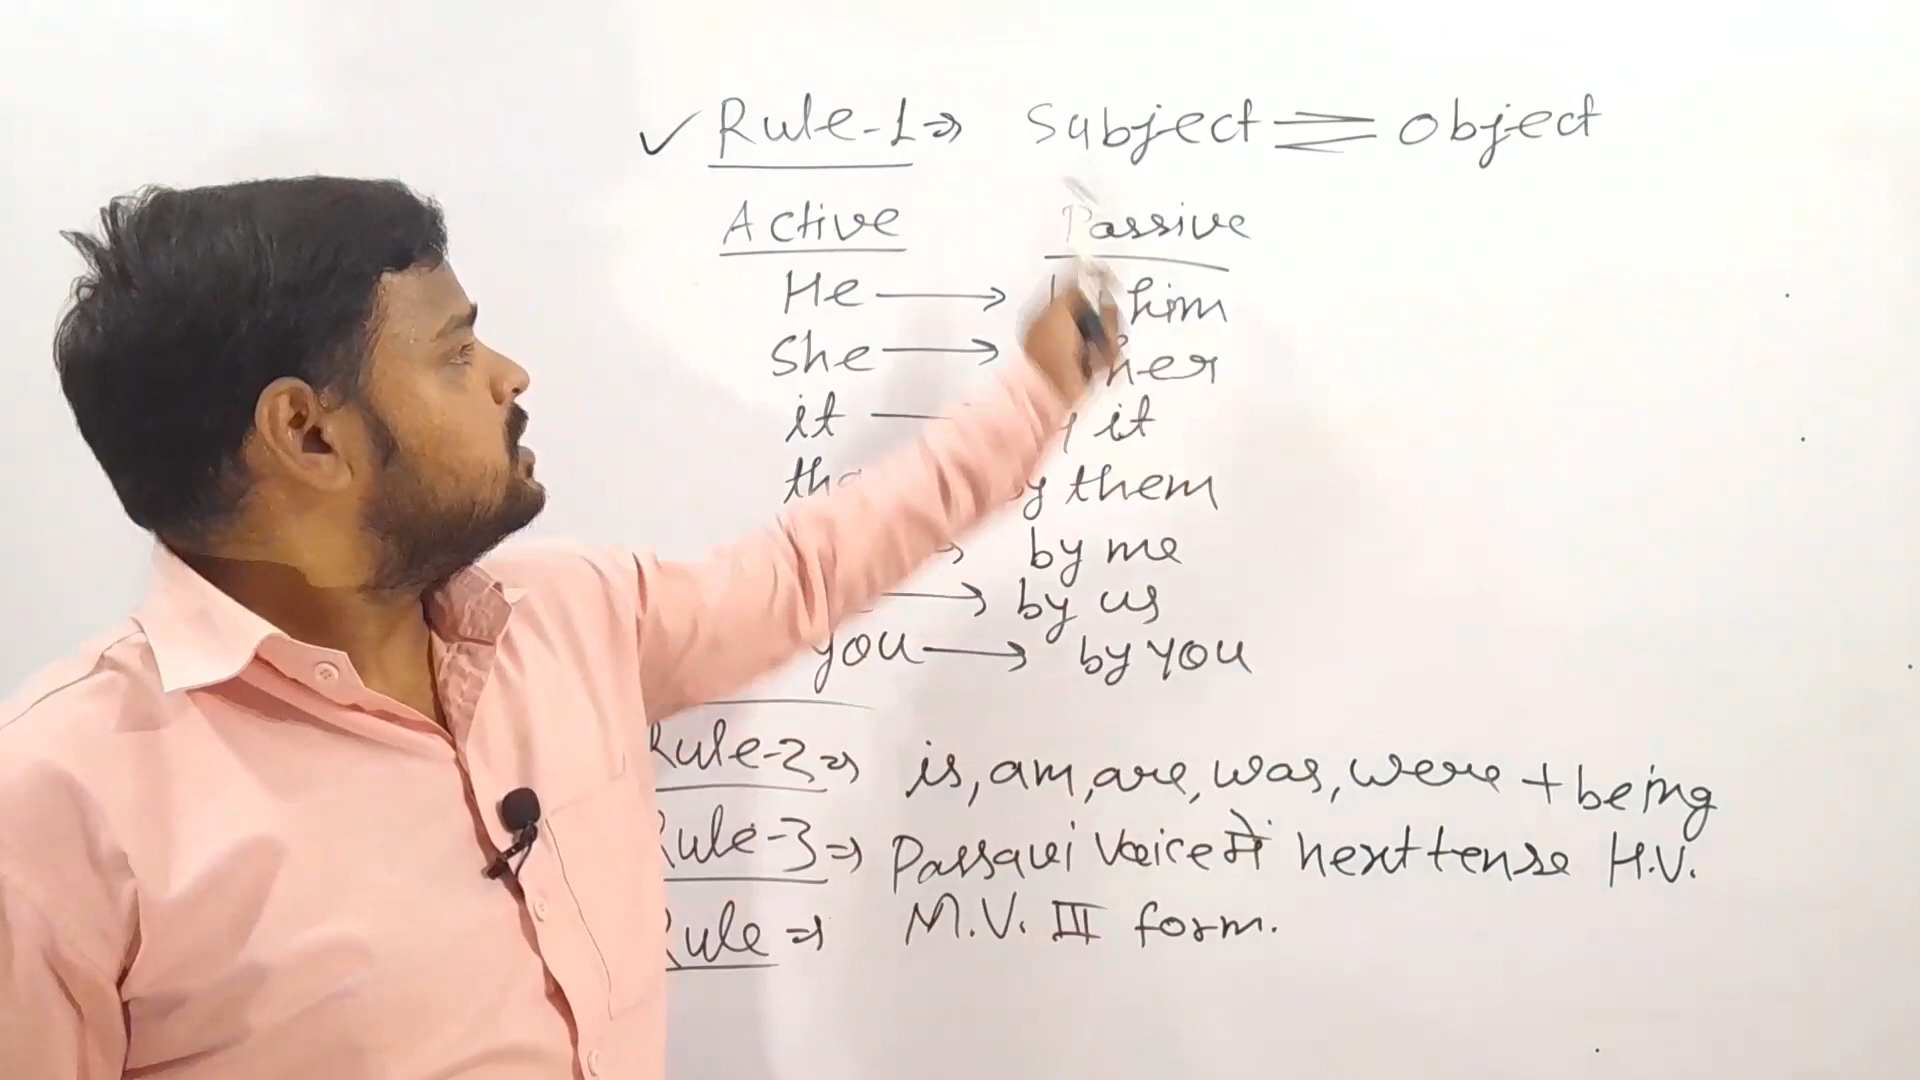 ✓ Rule-1⇒ Subject ⇌ object
Active Passive
He → him
She → her
it — it
by them
→ by me
→ by us
you → by you
Rule-2⇒ is, am, are, was, were + being
Rule-3⇒ Passavi Voice में next tense H.V.
Rule ⇒ M.V. III form.